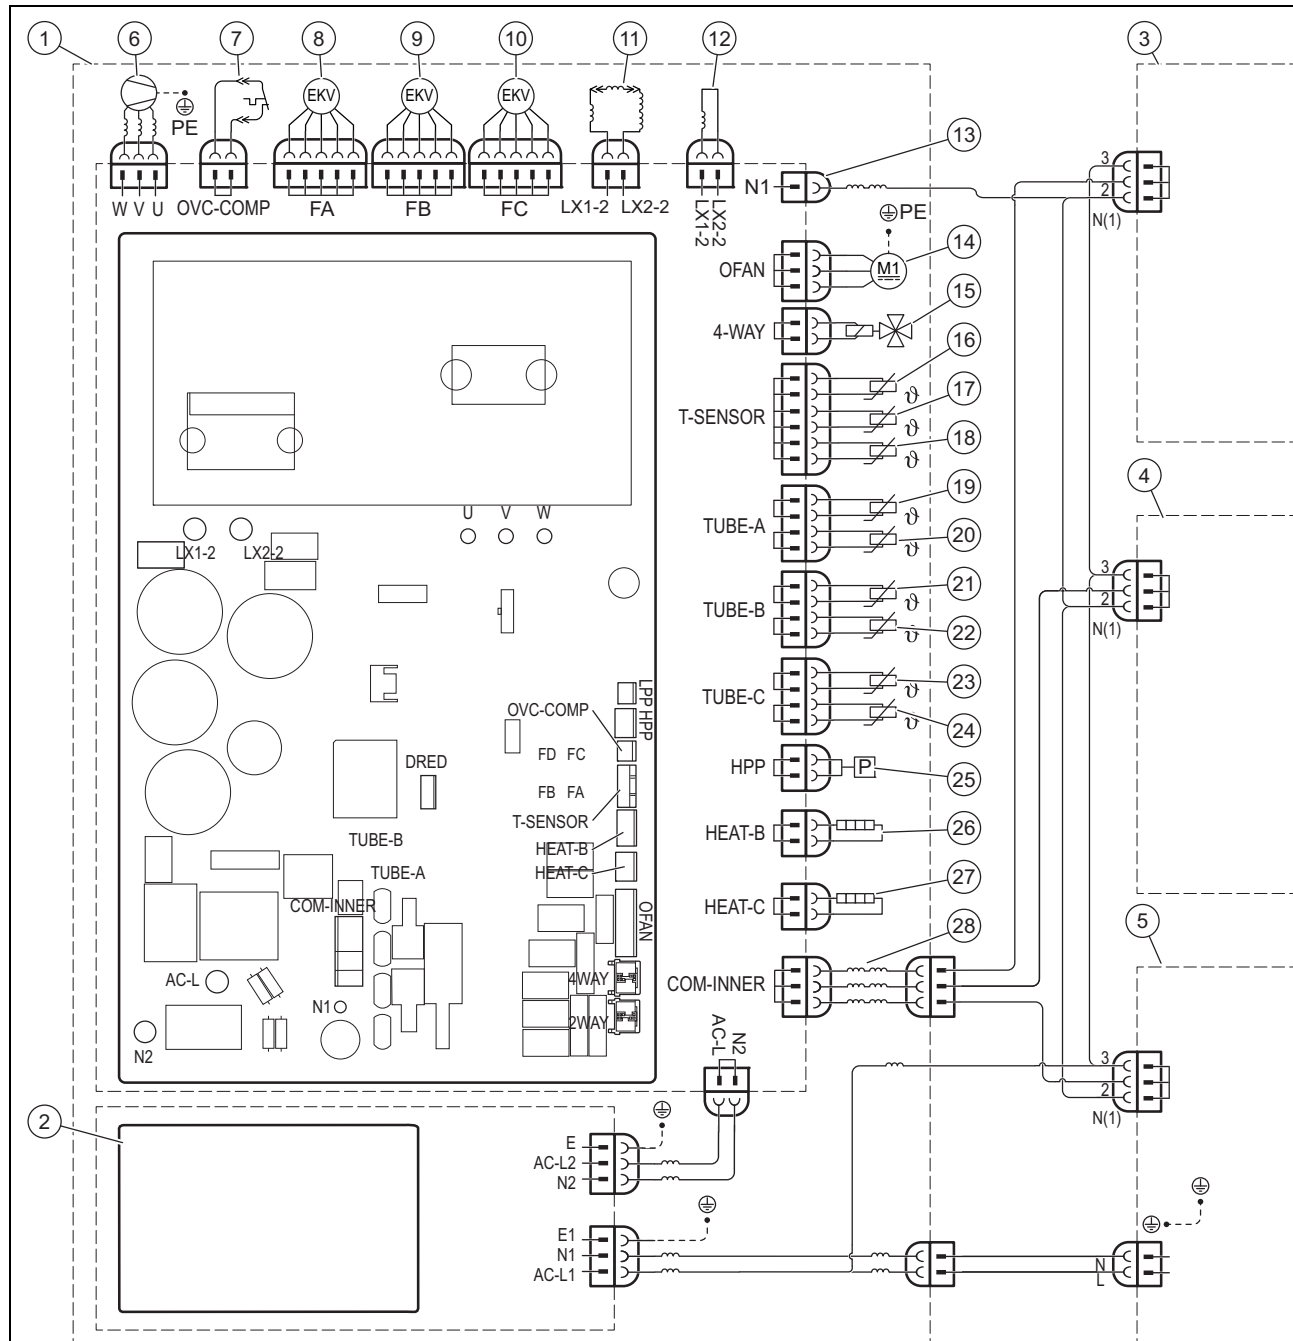 1 6 7 8 9 10 11 12 3
EKV EKV EKV
PE
W V U OVC-COMP FA FB FC LX1-2 LX2-2
LX1-2
LX2-2
13
N1
3
2
N(1)
PE
14
OFAN M1
15
4-WAY
16
ϑ
17
T-SENSOR
ϑ
18
ϑ
4
19
ϑ
TUBE-A
20
ϑ
21
ϑ
TUBE-B
22
ϑ
3
2
N(1)
23
ϑ
TUBE-C
24
ϑ
HPP P 25
HEAT-B 26
HEAT-C 27
28
COM-INNER
5
U V W
LX1-2 LX2-2
LPP HPP
OVC-COMP
FD FC
DRED
FB FA
T-SENSOR
TUBE-B
HEAT-B
TUBE-A
HEAT-C
COM-INNER
OFAN
AC-L
4WAY
N1
2WAY
N2
AC-L
N2
3
2
N(1)
2
E
AC-L2
N2
E1
N1
AC-L1
N
L